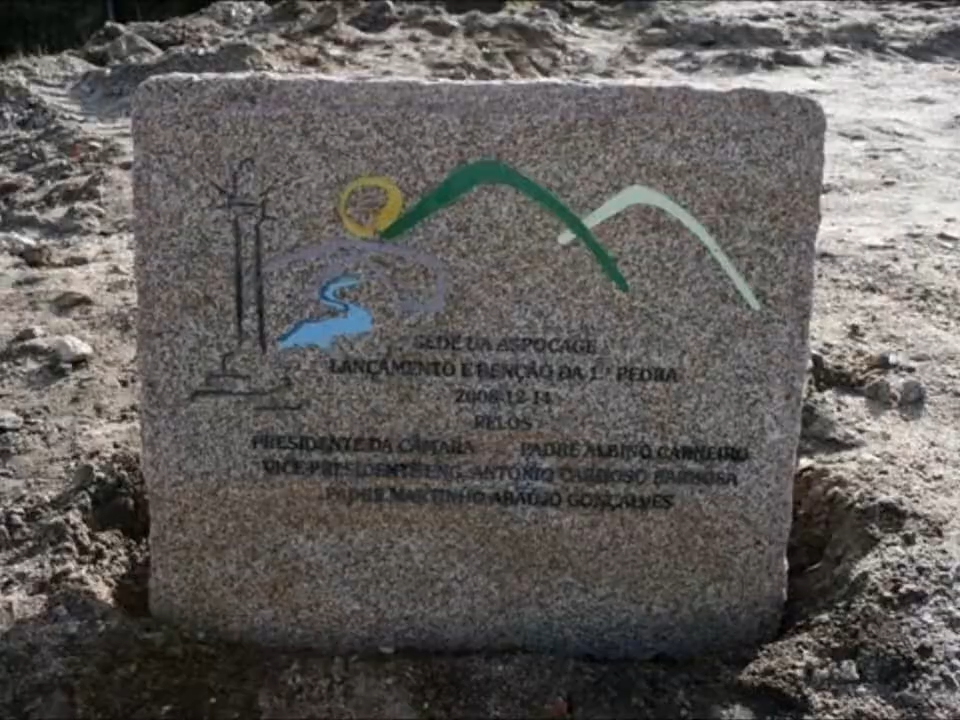 SEDE DA ASPOCAGE
LANÇAMENTO E BENÇÃO DA 1.ª PEDRA
2008-12-14
PELOS
PRESIDENTE DA CÂMARA PADRE ALBINO CARNEIRO
VICE-PRESIDENTE ENG. ANTÓNIO CARDOSO BARBOSA
PADRE MARTINHO ARAÚJO GONÇALVES